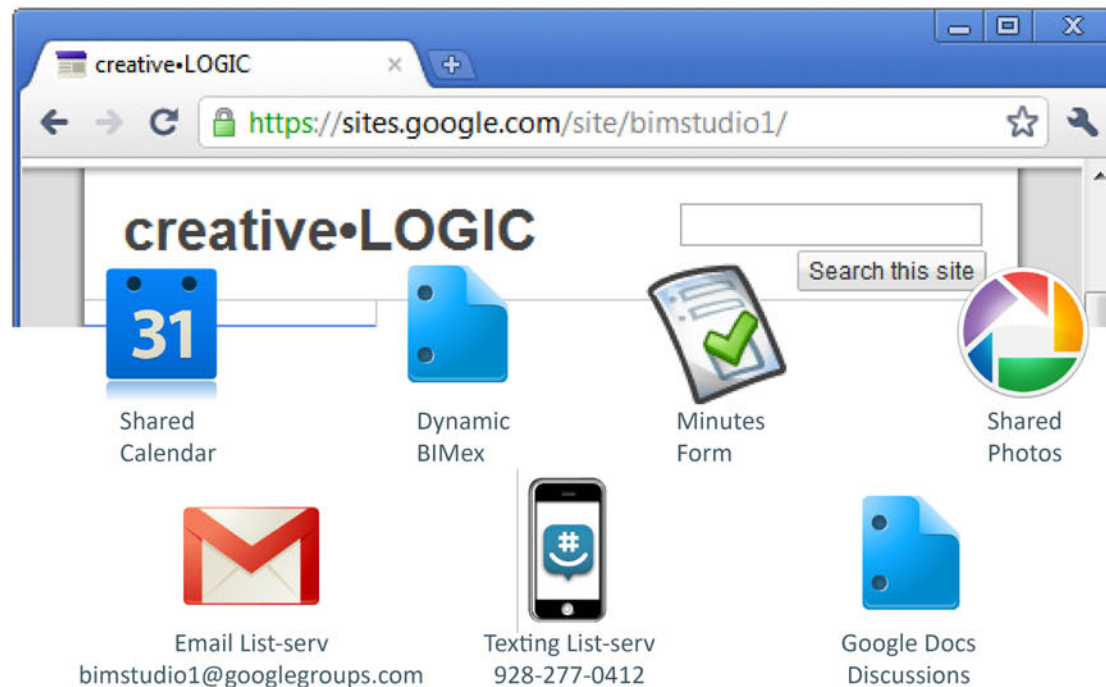 creative•LOGIC
https://sites.google.com/site/bimstudio1/
creative•LOGIC
Search this site
31
Shared
Calendar
Dynamic
BIMex
Minutes
Form
Shared
Photos
#
Email List-serv
bimstudio1@googlegroups.com
Texting List-serv
928-277-0412
Google Docs
Discussions